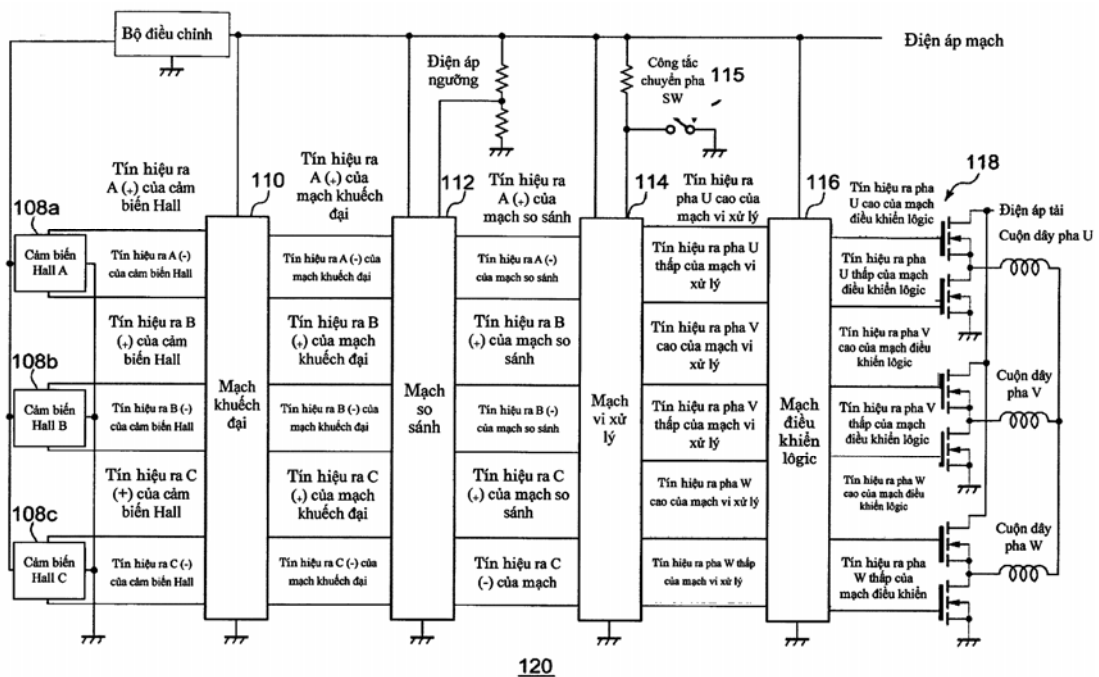 Bộ điều chỉnh
Điện áp mạch
Điện áp
ngưỡng
Công tắc
chuyển pha
SW
115
Tín hiệu ra
A (+) của cảm
biến Hall
110
Tín hiệu ra
A (+) của
mạch khuếch
đại
112
Tín hiệu ra
A (+) của
mạch so sánh
114
Tín hiệu ra
pha U cao của
mạch vi xử lý
116
Tín hiệu ra pha
U cao của mạch
điều khiển lôgic
118
Điện áp tải
Cuộn dây pha U
108a
Cảm biến
Hall A
Tín hiệu ra A (-)
của cảm biến Hall
Tín hiệu ra A (-) của
mạch khuếch đại
Tín hiệu ra A (-)
của mạch so sánh
Tín hiệu ra pha U
thấp của mạch vi
xử lý
Tín hiệu ra pha
U thấp của mạch
điều khiển lôgic
Tín hiệu ra B
(+) của cảm
biến Hall
Tín hiệu ra B
(+) của mạch
khuếch đại
Tín hiệu ra B
(+) của mạch so
sánh
Tín hiệu ra pha
V cao của mạch vi
xử lý
Tín hiệu ra pha V
cao của mạch điều
khiển lôgic
108b
Cảm biến
Hall B
Mạch
khuếch
đại
Mạch
so
sánh
Mạch
vi xử
lý
Mạch
điều
khiển
lôgic
Tín hiệu ra B (-)
của cảm biến Hall
Tín hiệu ra B (-) của
mạch khuếch đại
Tín hiệu ra B (-)
của mạch so sánh
Tín hiệu ra pha V
thấp của mạch vi
xử lý
Tín hiệu ra pha V
thấp của mạch
điều khiển lôgic
Cuộn dây
pha V
Tín hiệu ra C
(+) của cảm
biến Hall
Tín hiệu ra C
(+) của mạch
khuếch đại
Tín hiệu ra C
(+) của mạch so
sánh
Tín hiệu ra pha W
cao của mạch vi xử lý
Tín hiệu ra pha W
cao của mạch điều
khiển lôgic
108c
Cảm biến
Hall C
Tín hiệu ra C (-)
của cảm biến Hall
Tín hiệu ra C (-) của
mạch khuếch đại
Tín hiệu ra C
(-) của mạch
Tín hiệu ra pha W thấp
của mạch vi xử lý
Tín hiệu ra pha
W thấp của
mạch điều khiển
Cuộn dây
pha W
120